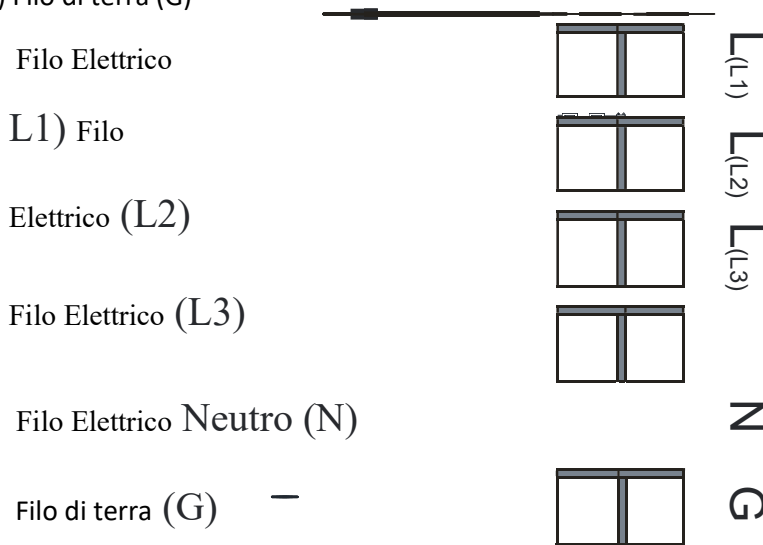 ) Filo di terra (G)
Filo Elettrico
L1) Filo
Elettrico (L2)
Filo Elettrico (L3)
Filo Elettrico Neutro (N)
Filo di terra (G)
L(L1)
L(L2)
L(L3)
N
G